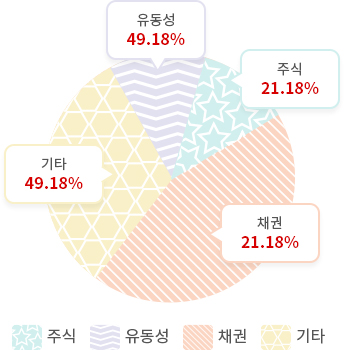 유동성
49.18%
주식
21.18%
기타
49.18%
채권
21.18%
주식 유동성 채권 기타